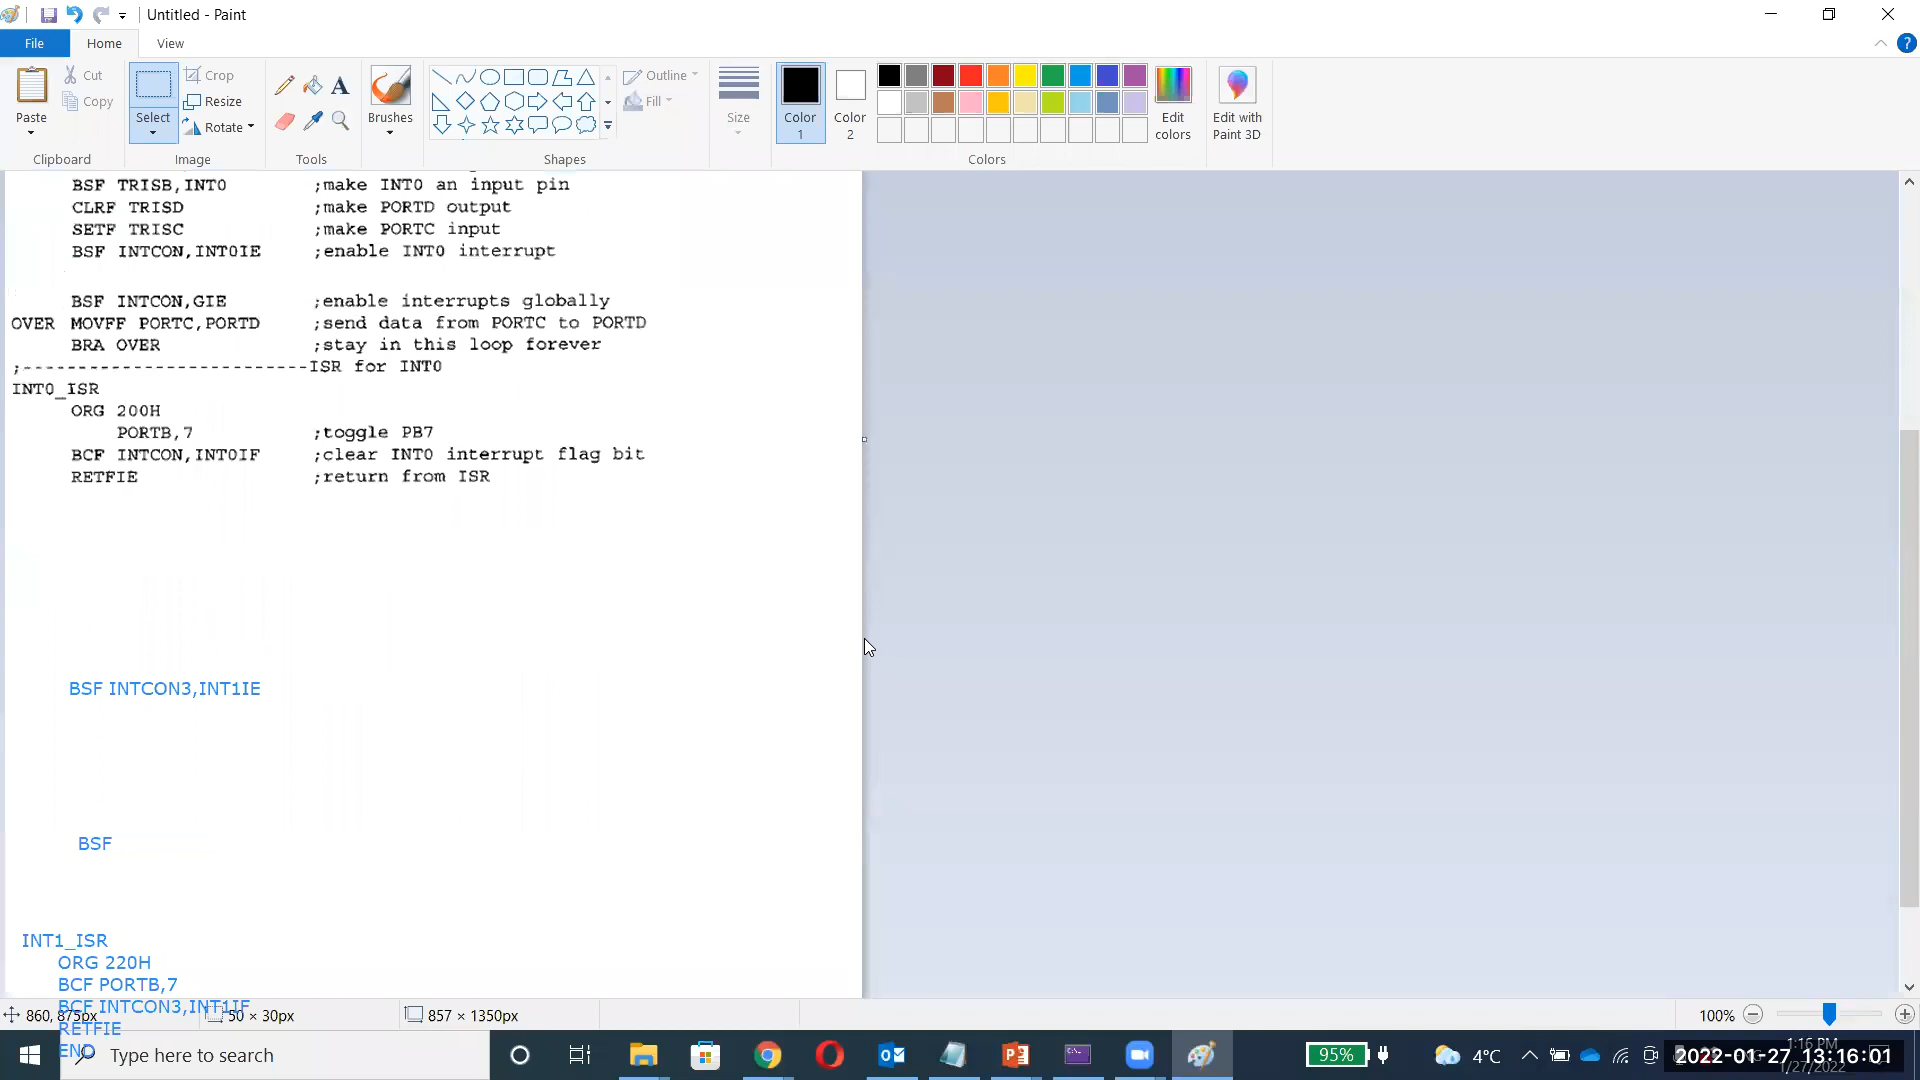 Untitled - Paint
File Home View
Paste
Cut
Copy
Clipboard
Select
Crop
Resize
Rotate
Image
Tools
Brushes
Shapes
Outline
Fill
Size
Color 1
Color 2
Edit colors
Edit with Paint 3D
Colors
BSF TRISB,INT0 ;make INT0 an input pin
CLRF TRISD ;make PORTD output
SETF TRISC ;make PORTC input
BSF INTCON,INT0IE ;enable INT0 interrupt
BSF INTCON,GIE ;enable interrupts globally
OVER MOVFF PORTC,PORTD ;send data from PORTC to PORTD
BRA OVER ;stay in this loop forever
;--------------------------ISR for INT0
INT0_ISR
ORG 200H
PORTB,7 ;toggle PB7
BCF INTCON,INT0IF ;clear INT0 interrupt flag bit
RETFIE ;return from ISR
BSF INTCON3,INT1IE
BSF
INT1_ISR
ORG 220H
BCF PORTB,7
BCF INTCON3,INT1IF
RETFIE
END
860, 875px 50 × 30px 857 × 1350px 100%
Type here to search
95% 4°C
1:16 PM
1/27/2022
2022-01-27 13:16:01